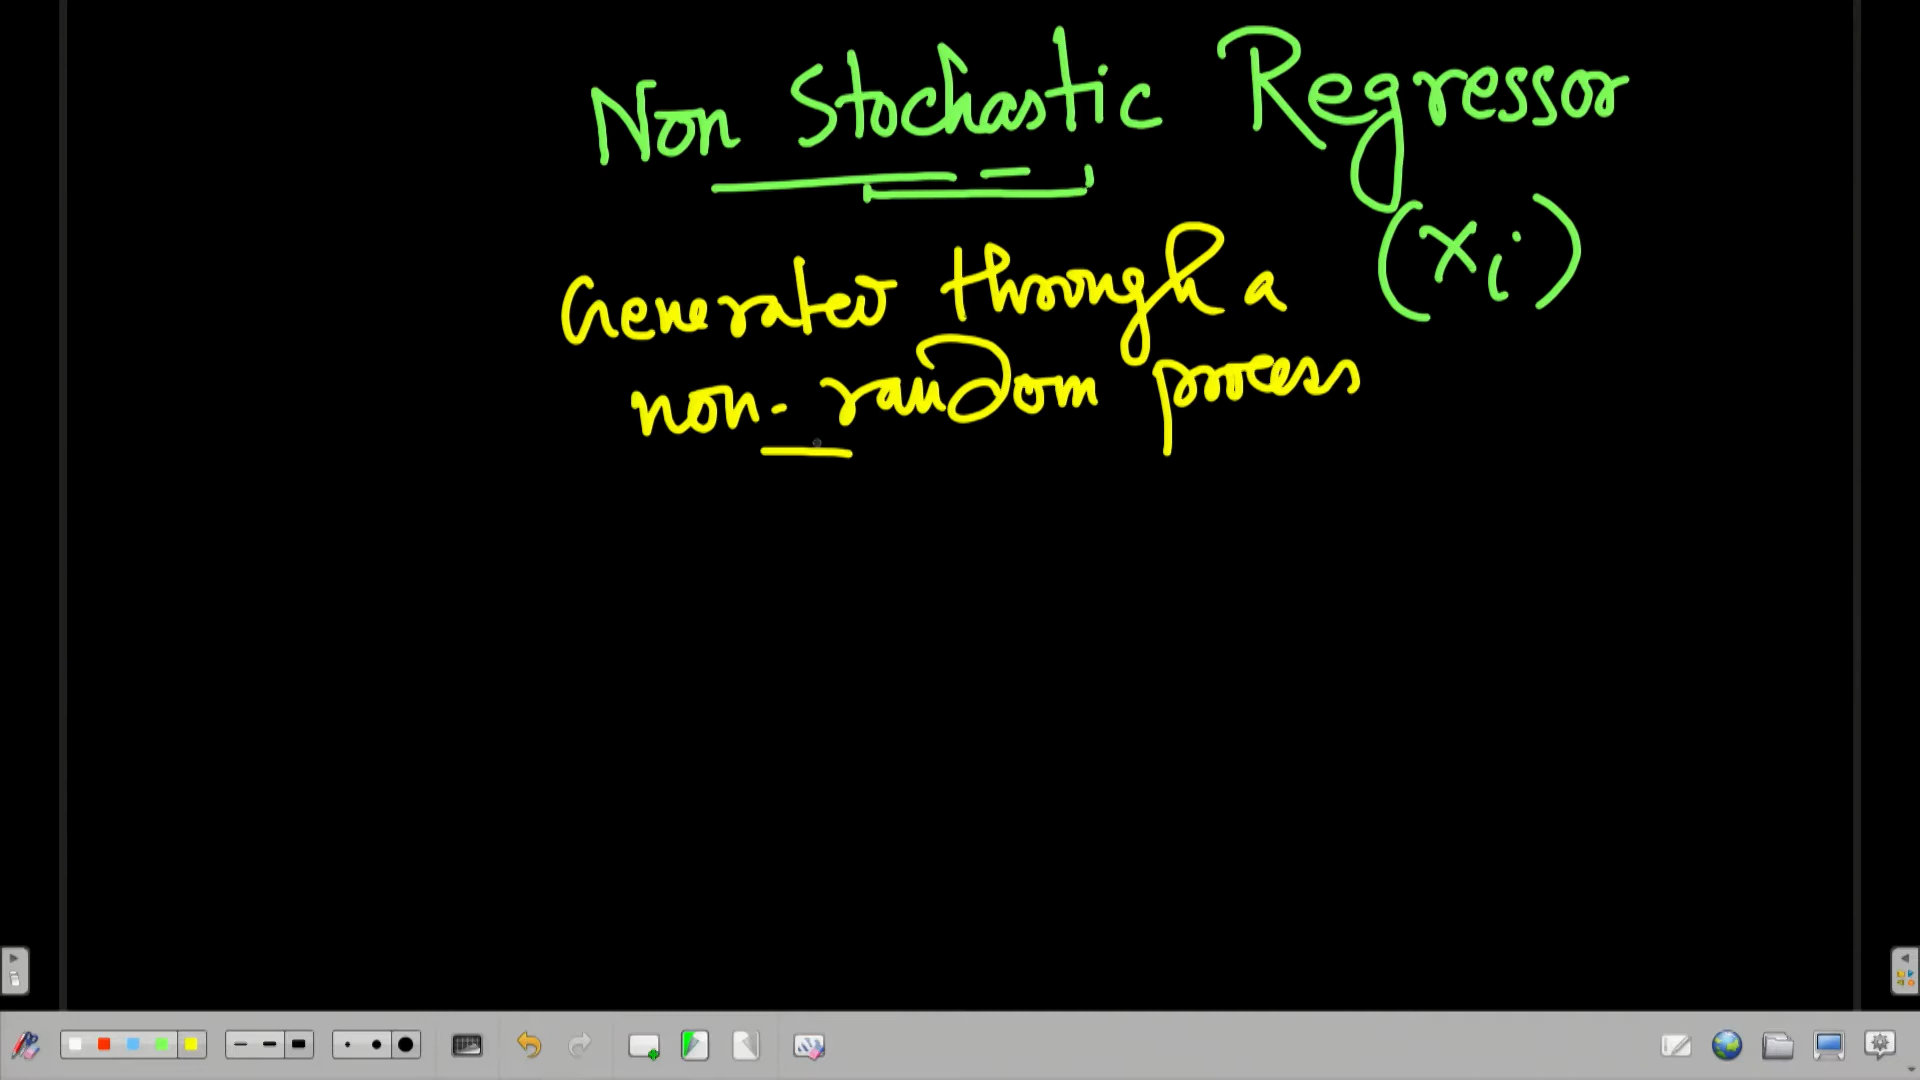 Non Stochastic Regressor
(Xi)
Generated through a
non-random process